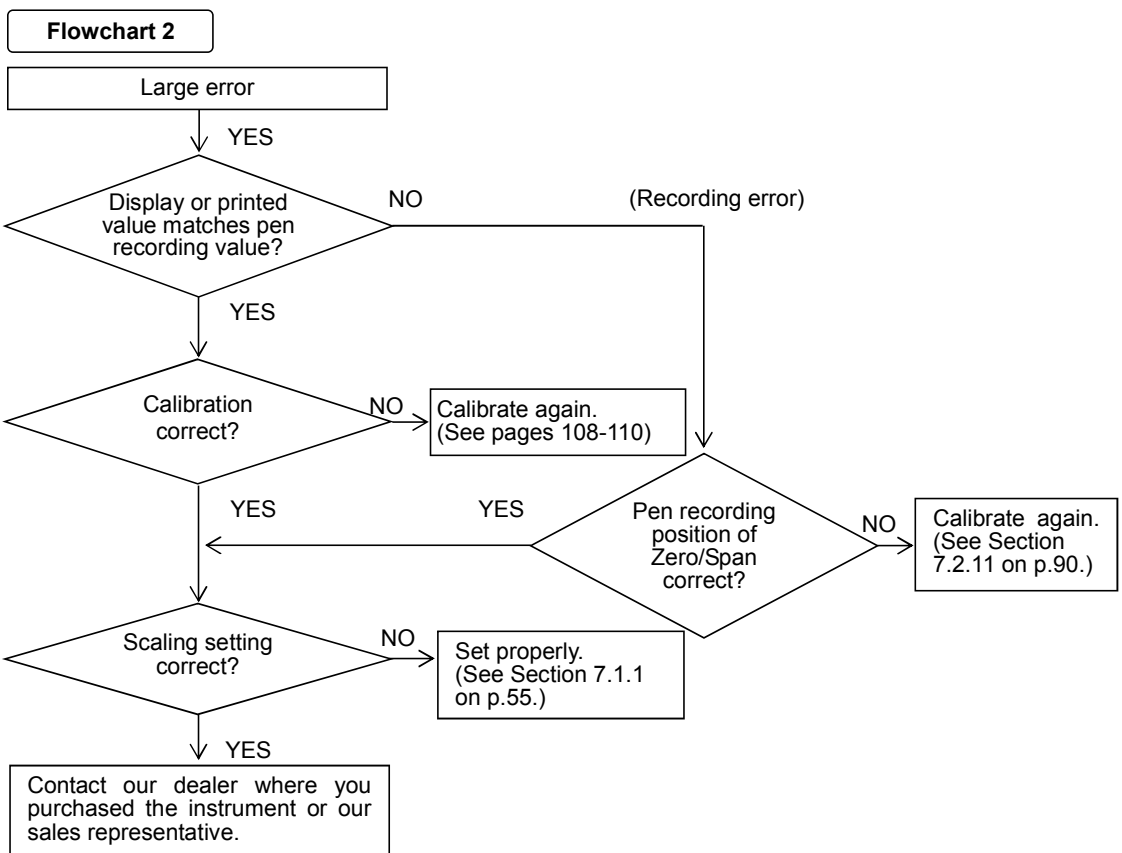 Flowchart 2
Large error
YES
Display or printed
value matches pen
recording value?
NO
(Recording error)
YES
Calibration
correct?
NO
Calibrate again.
(See pages 108-110)
YES
YES
Pen recording
position of
Zero/Span
correct?
NO
Calibrate again.
(See Section
7.2.11 on p.90.)
Scaling setting
correct?
NO
Set properly.
(See Section 7.1.1
on p.55.)
YES
Contact our dealer where you
purchased the instrument or our
sales representative.